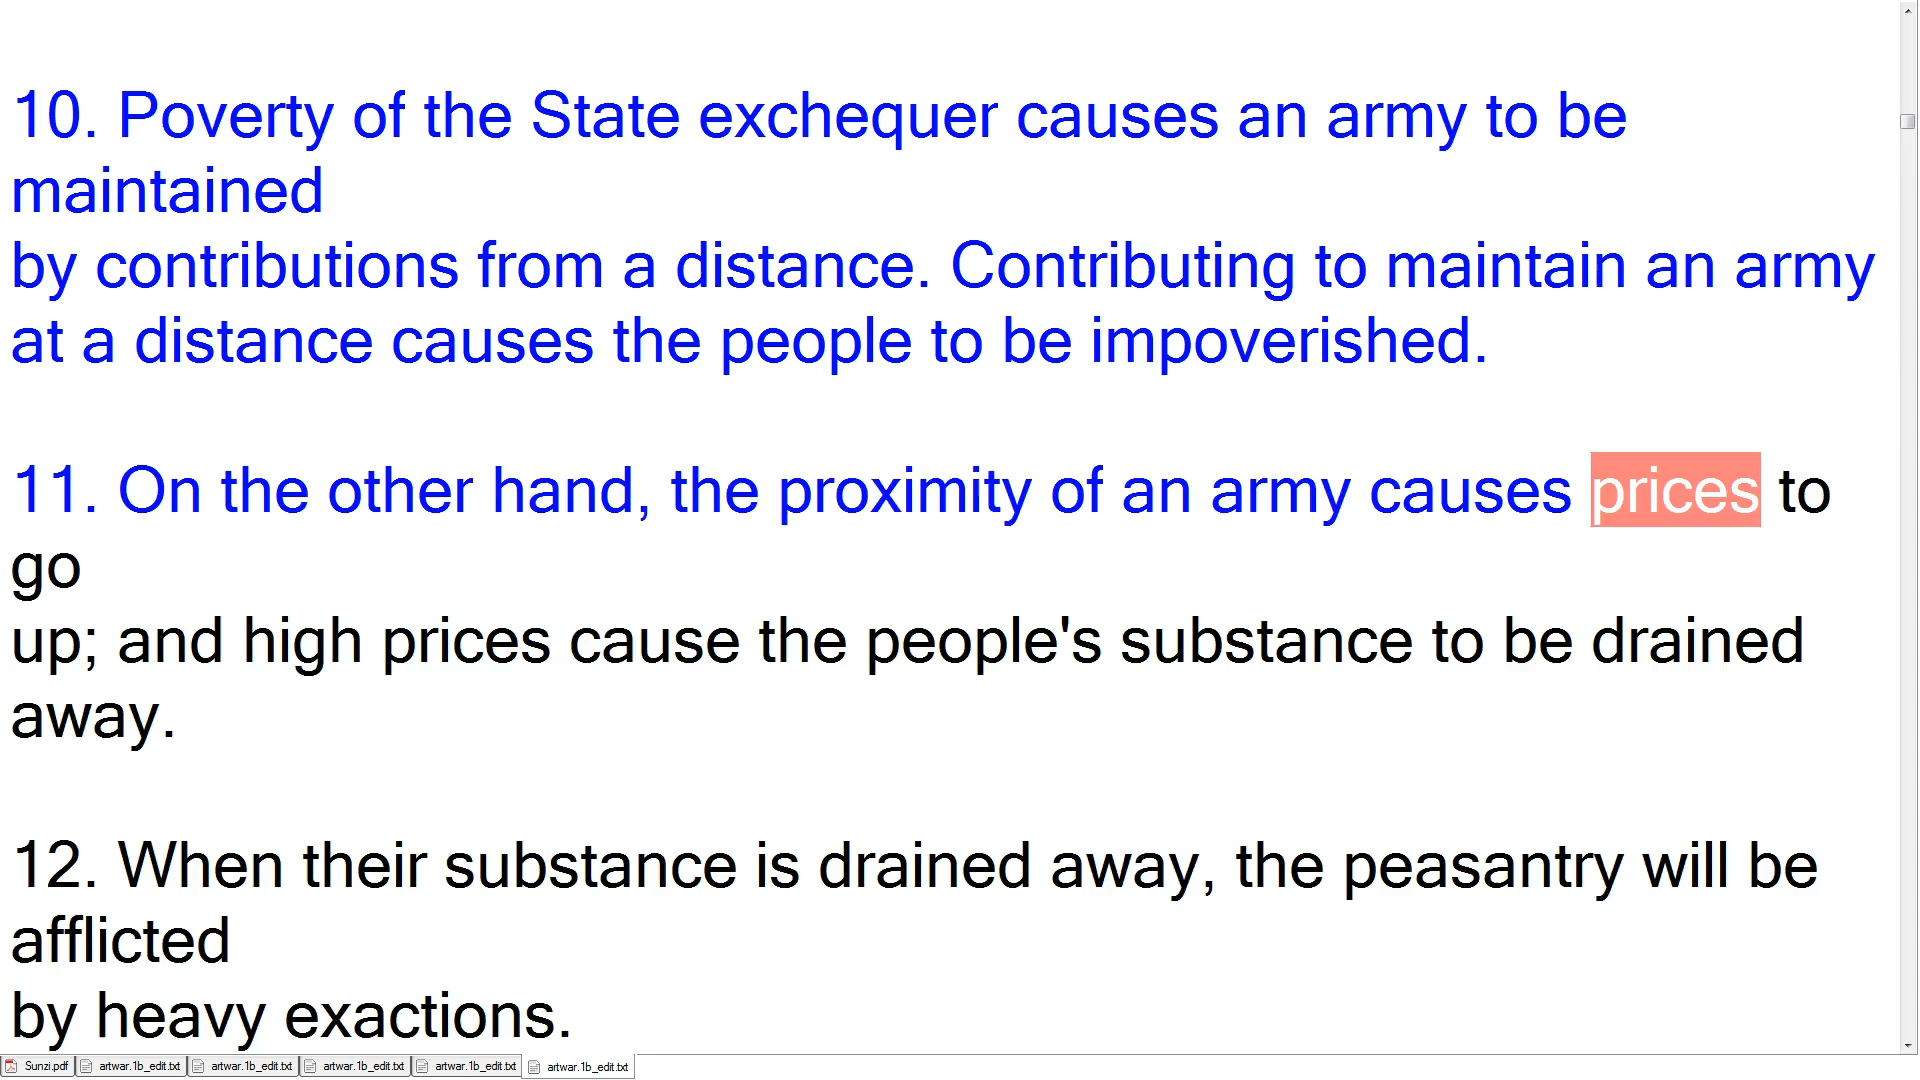 10. Poverty of the State exchequer causes an army to be
maintained
by contributions from a distance. Contributing to maintain an army
at a distance causes the people to be impoverished.
11. On the other hand, the proximity of an army causes prices to
go
up; and high prices cause the people's substance to be drained
away.
12. When their substance is drained away, the peasantry will be
afflicted
by heavy exactions.
Sunzi.pdf artwar.1b_edit.txt artwar.1b_edit.txt artwar.1b_edit.txt artwar.1b_edit.txt artwar.1b_edit.txt